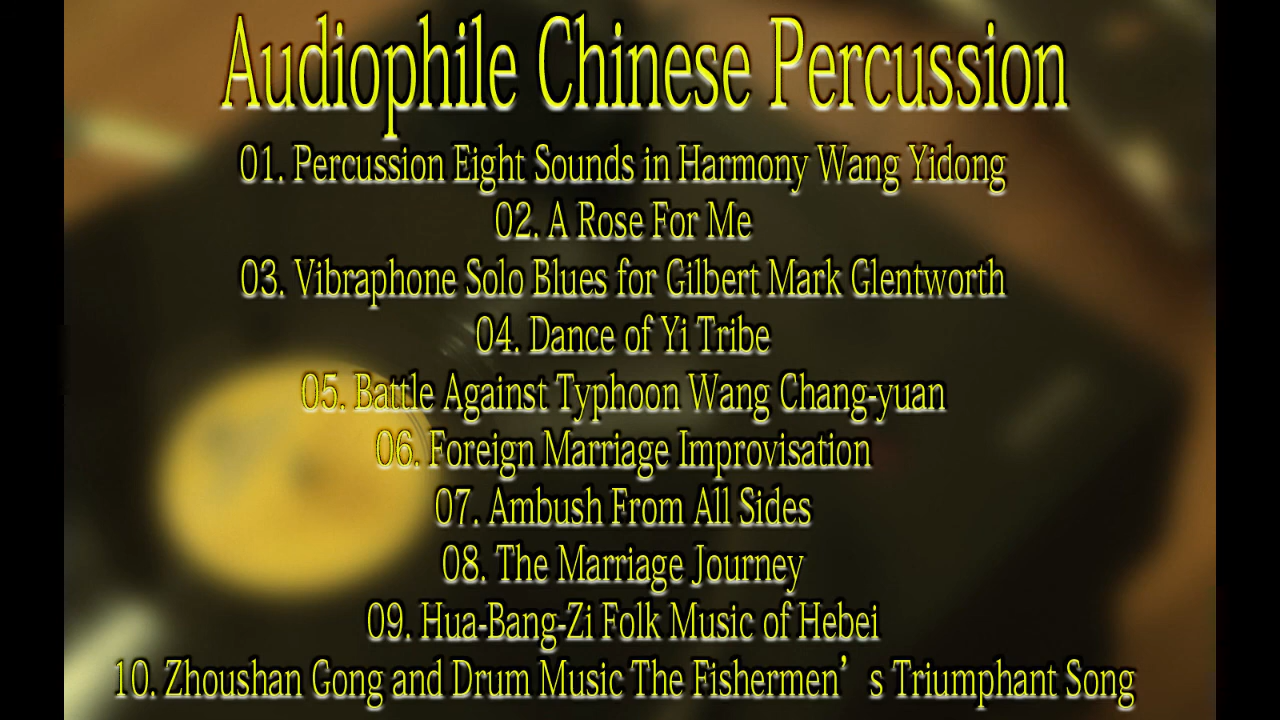 Audiophile Chinese Percussion
01. Percussion Eight Sounds in Harmony Wang Yidong
02. A Rose For Me
03. Vibraphone Solo Blues for Gilbert Mark Glentworth
04. Dance of Yi Tribe
05. Battle Against Typhoon Wang Chang-yuan
06. Foreign Marriage Improvisation
07. Ambush From All Sides
08. The Marriage Journey
09. Hua-Bang-Zi Folk Music of Hebei
10. Zhoushan Gong and Drum Music The Fishermen’s Triumphant Song